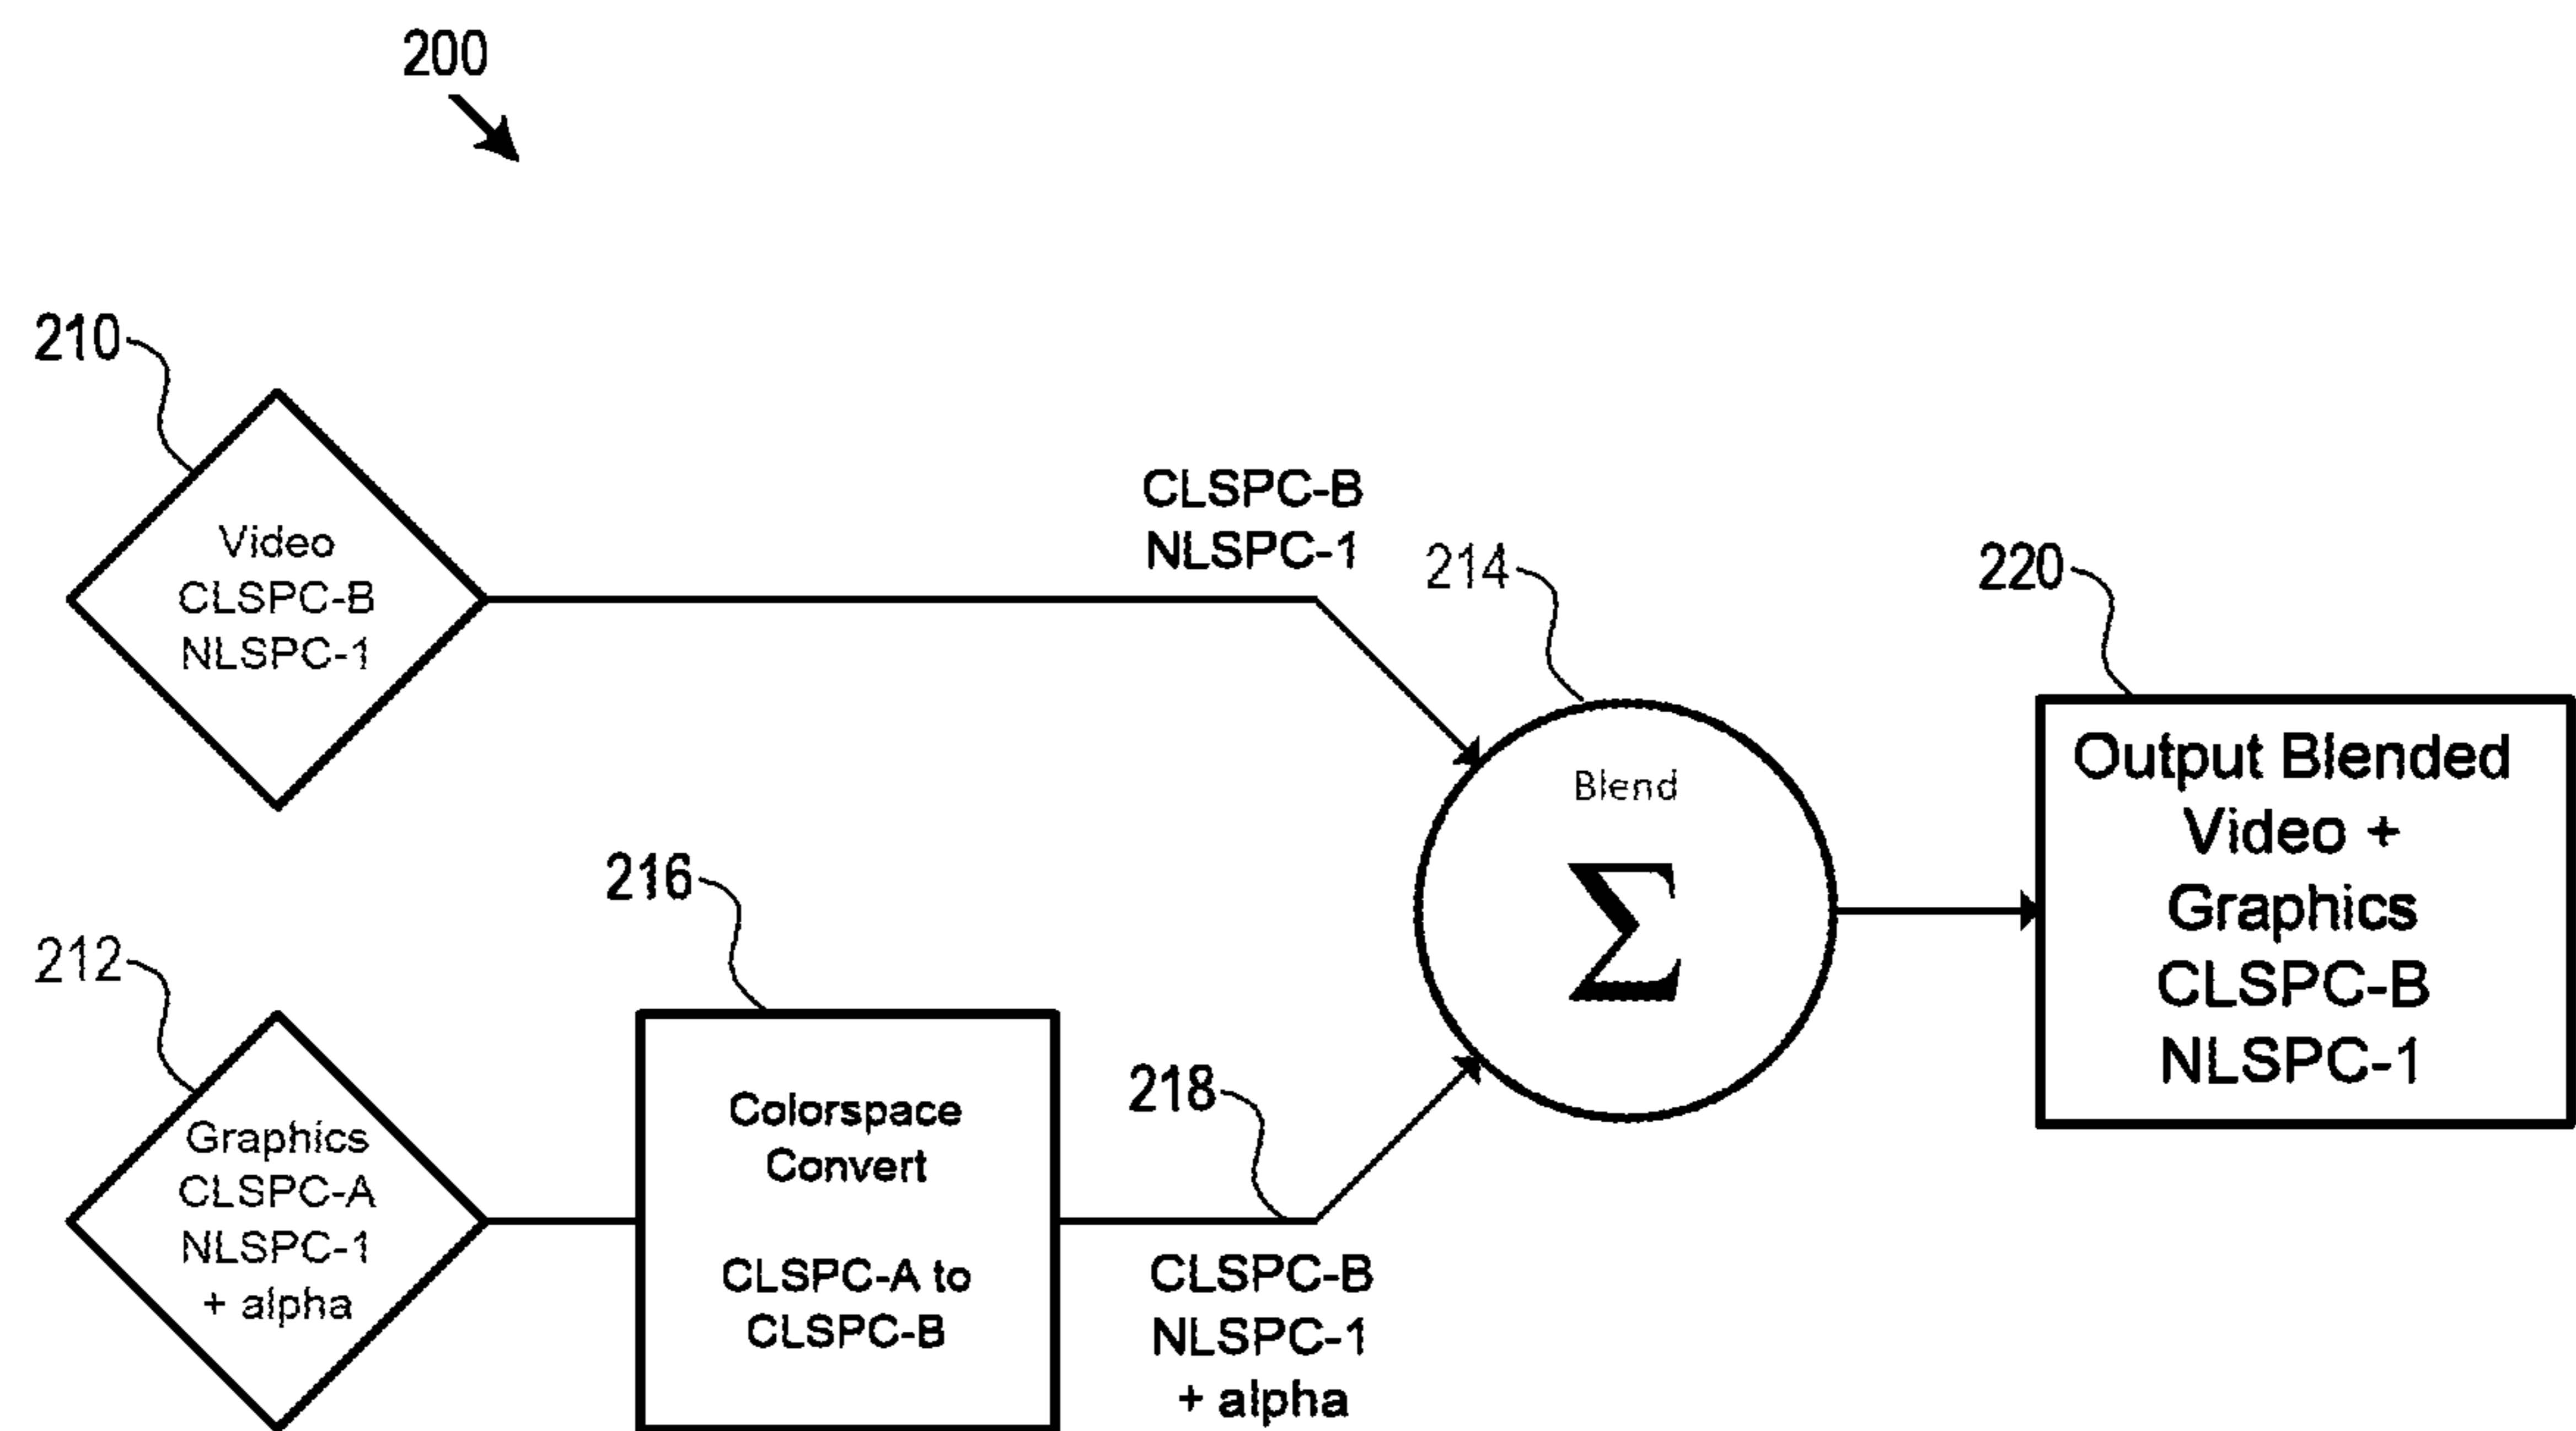 200
210
Video
CLSPC-B
NLSPC-1
CLSPC-B
NLSPC-1
214
Blend
Σ
220
Output Blended
Video +
Graphics
CLSPC-B
NLSPC-1
212
Graphics
CLSPC-A
NLSPC-1
+ alpha
216
Colorspace
Convert
CLSPC-A to
CLSPC-B
218
CLSPC-B
NLSPC-1
+ alpha